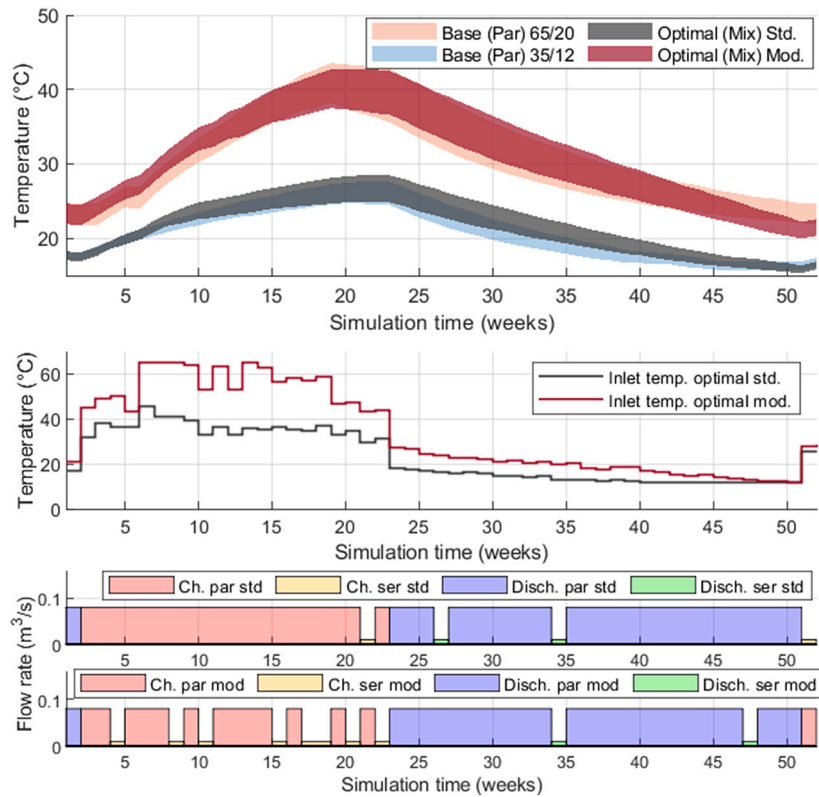 50
40
30
20
Temperature (°C)
Base (Par) 65/20
Optimal (Mix) Std.
Base (Par) 35/12
Optimal (Mix) Mod.
5 10 15 20 25 30 35 40 45 50
Simulation time (weeks)
60
40
20
0
Temperature (°C)
Inlet temp. optimal std.
Inlet temp. optimal mod.
5 10 15 20 25 30 35 40 45 50
Simulation time (weeks)
Flow rate (m³/s)
Ch. par std
Ch. ser std
Disch. par std
Disch. ser std
0.1
0
5 10 15 20 25 30 35 40 45 50
Ch. par mod
Ch. ser mod
Disch. par mod
Disch. ser mod
0.1
0
5 10 15 20 25 30 35 40 45 50
Simulation time (weeks)